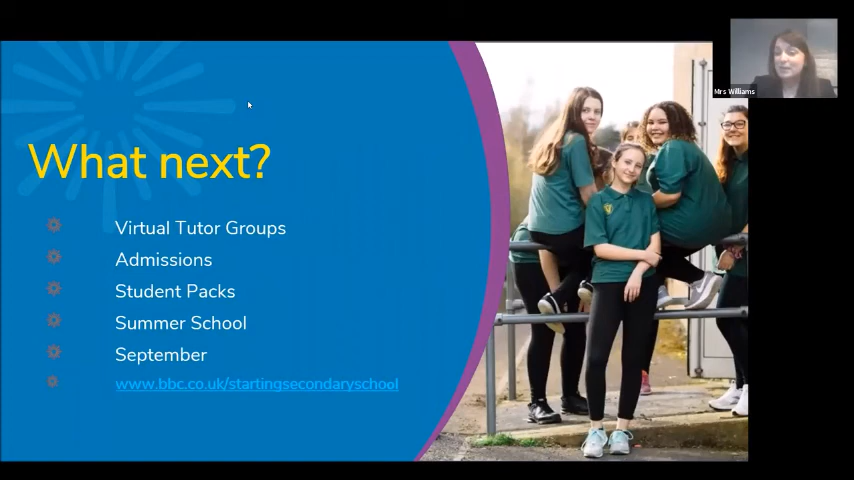 What next?
Virtual Tutor Groups
Admissions
Student Packs
Summer School
September
www.bbc.co.uk/startingsecondaryschool
Mrs Williams